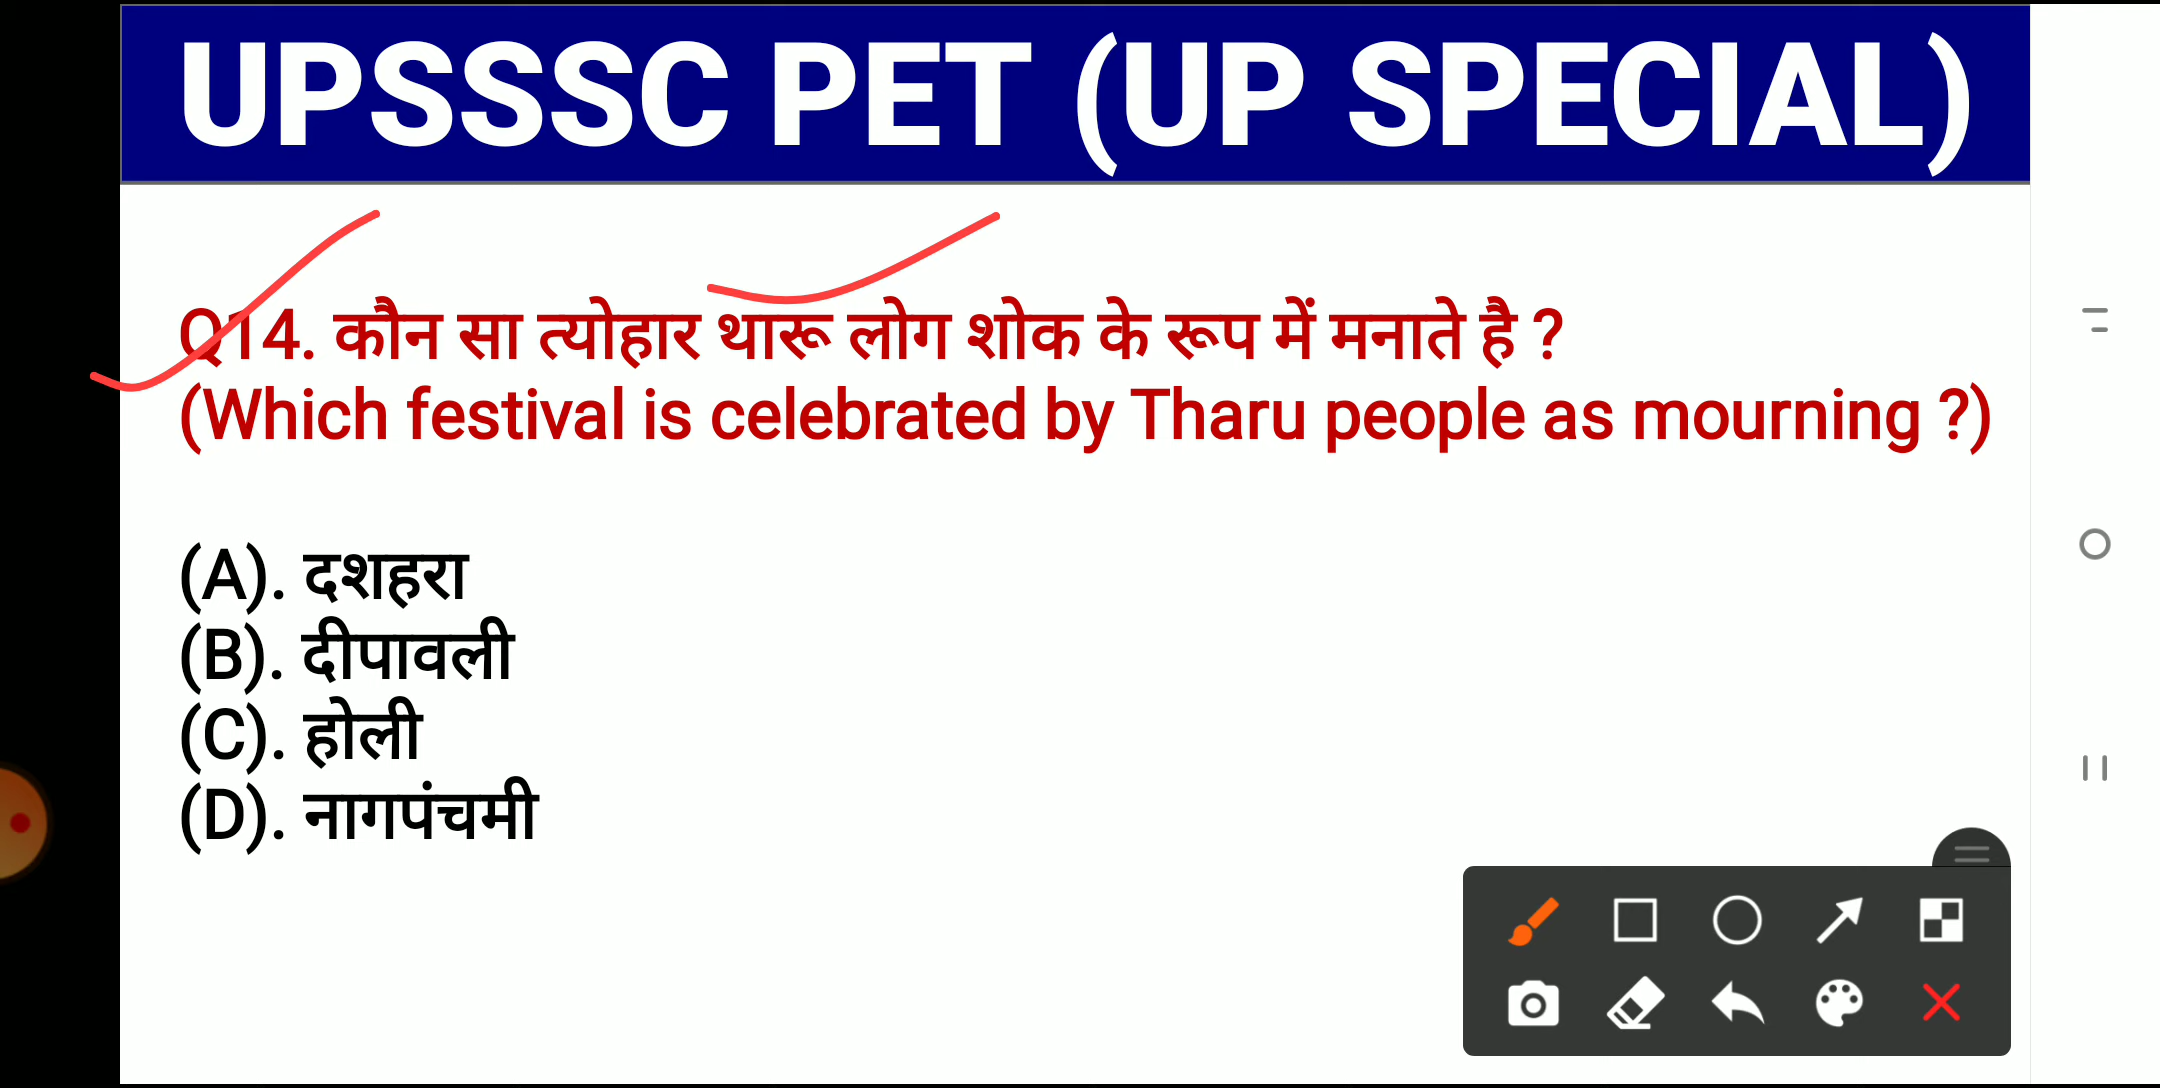 UPSSSC PET (UP SPECIAL)
Q14. कौन सा त्योहार थारू लोग शोक के रूप में मनाते है ?
(Which festival is celebrated by Tharu people as mourning ?)
(A). दशहरा
(B). दीपावली
(C). होली
(D). नागपंचमी